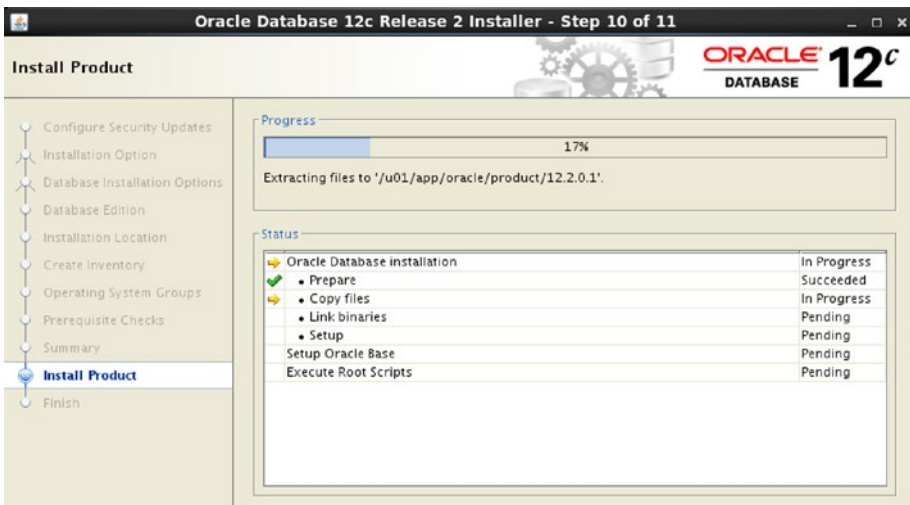 Oracle Database 12c Release 2 Installer - Step 10 of 11
Install Product
ORACLE
DATABASE
12c
Configure Security Updates
Installation Option
Database Installation Options
Database Edition
Installation Location
Create Inventory
Operating System Groups
Prerequisite Checks
Summary
Install Product
Finish
Progress
17%
Extracting files to '/u01/app/oracle/product/12.2.0.1'.
Status
Oracle Database installation In Progress
• Prepare Succeeded
• Copy files In Progress
• Link binaries Pending
• Setup Pending
Setup Oracle Base Pending
Execute Root Scripts Pending